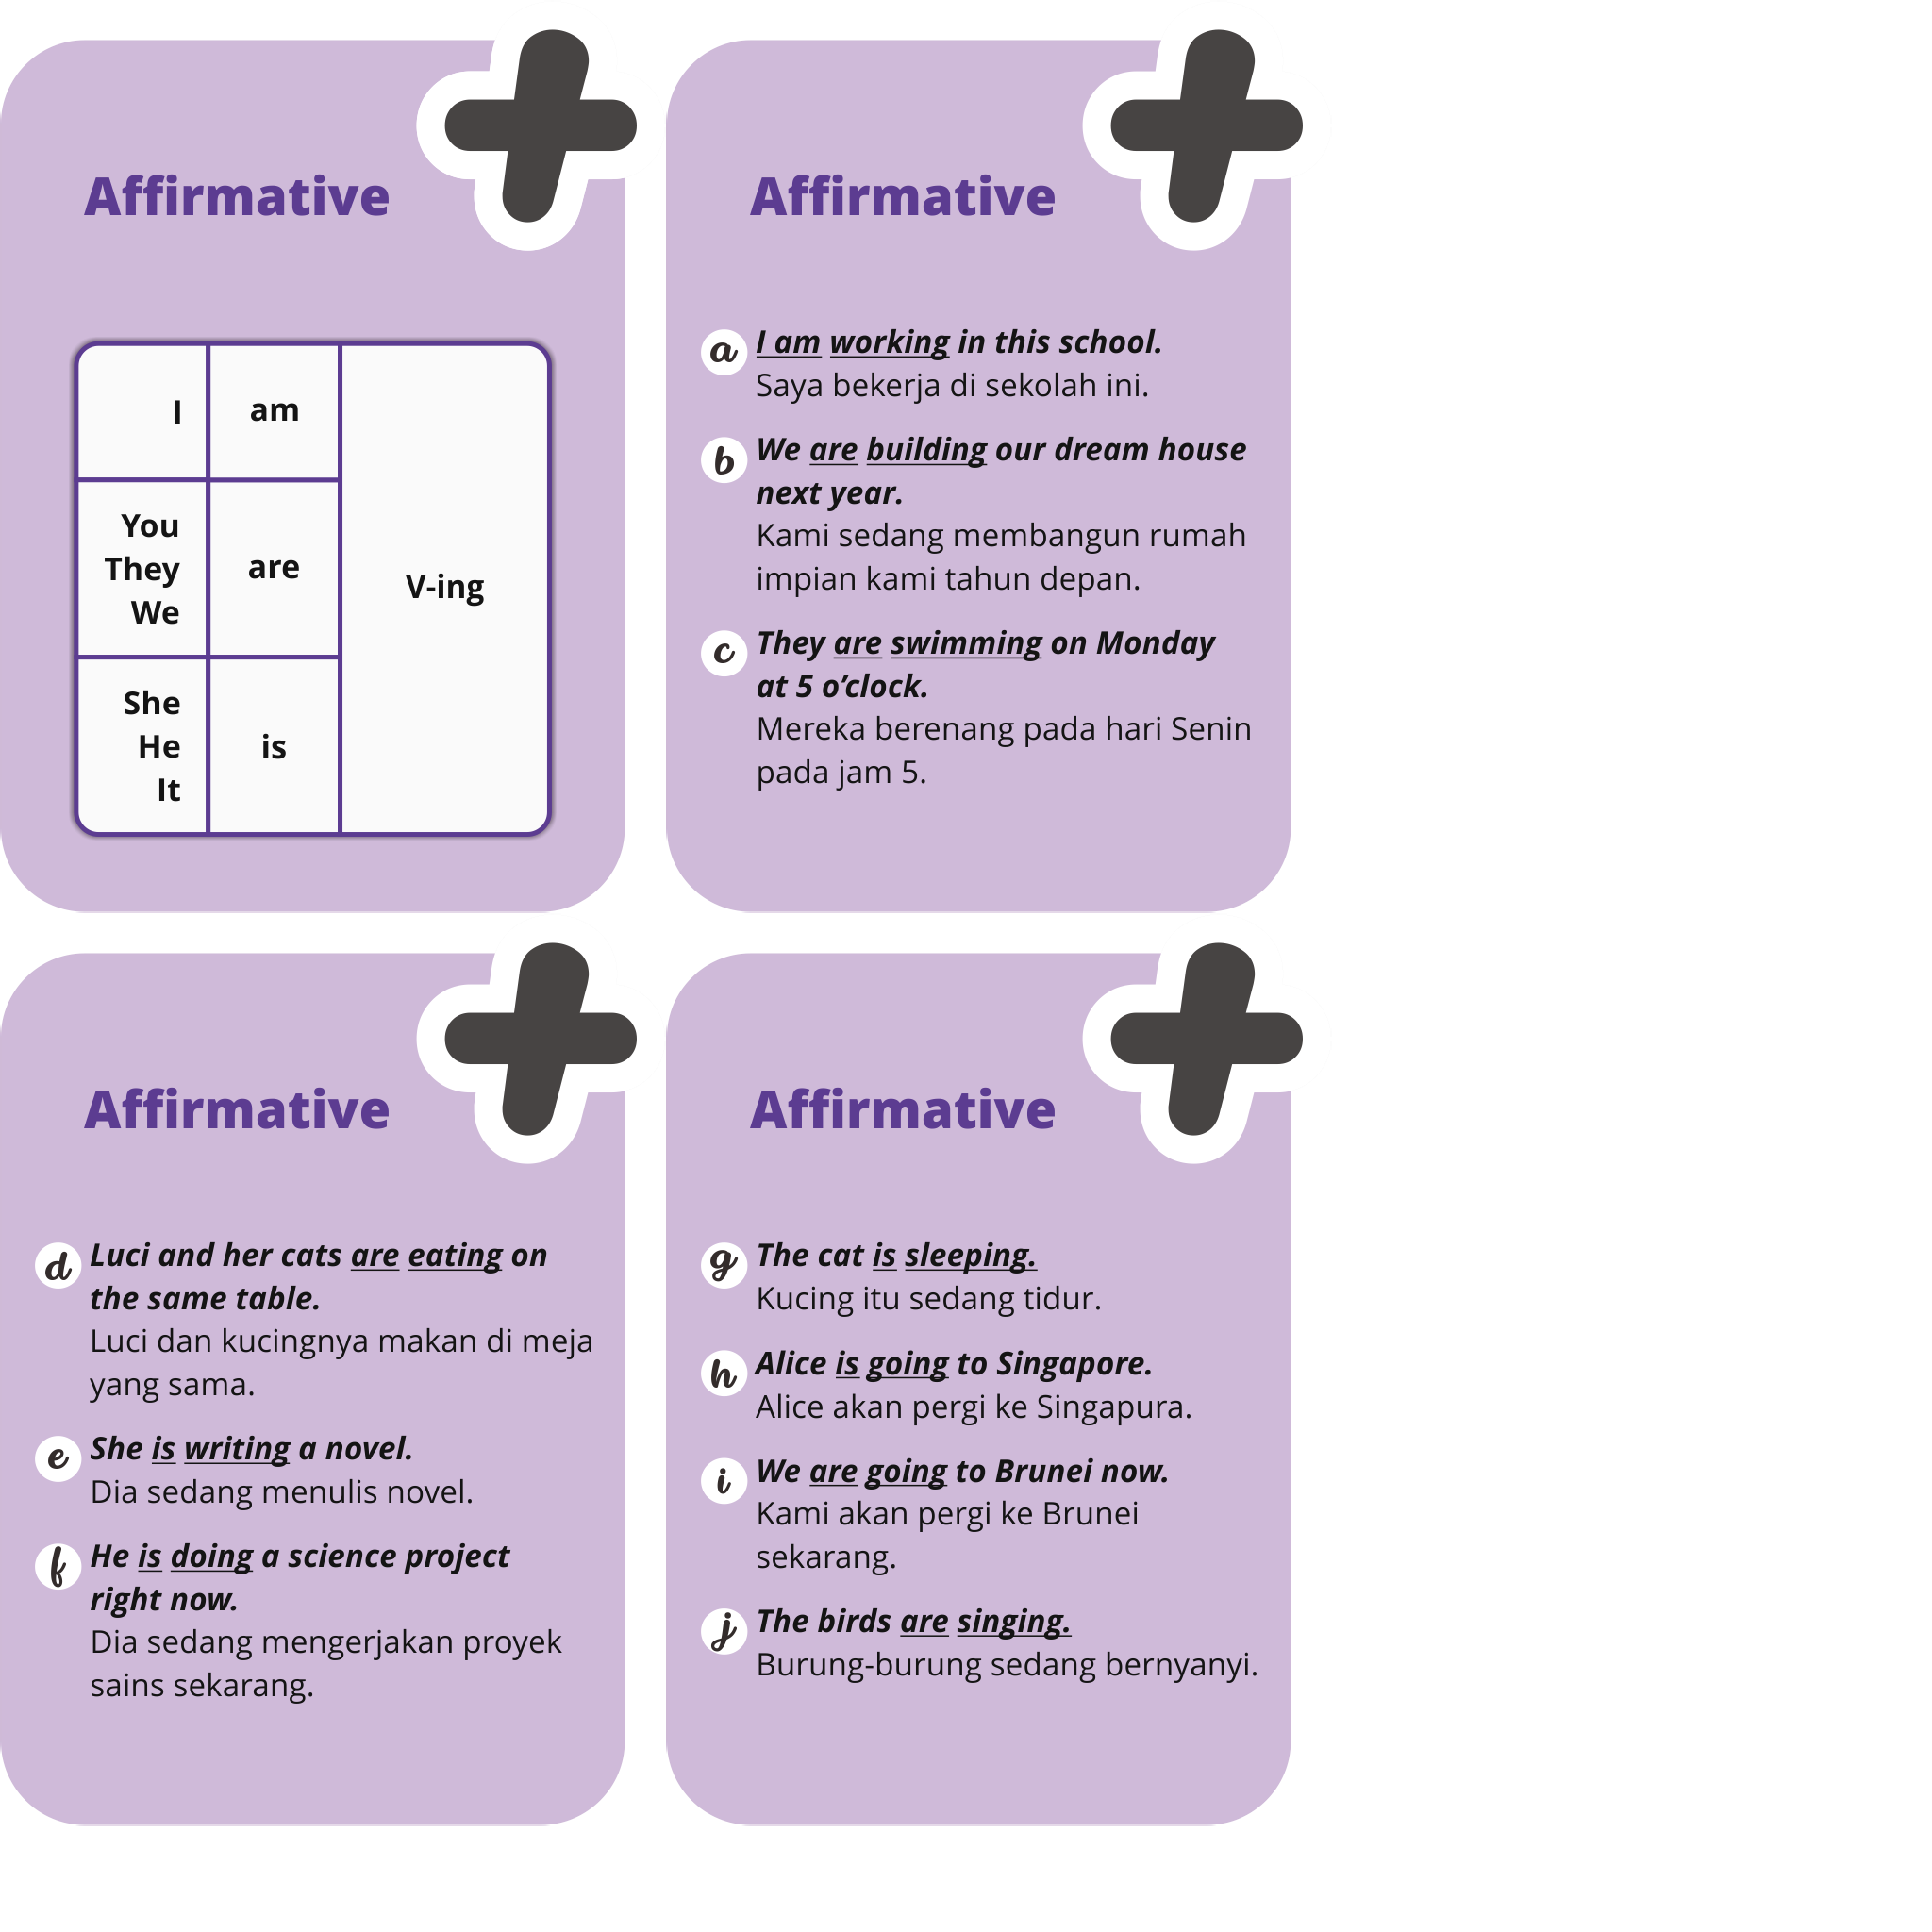 Affirmative
I am
You
They
We
are
She
He
It
is
V-ing
Affirmative
a I am working in this school.
Saya bekerja di sekolah ini.
b We are building our dream house
next year.
Kami sedang membangun rumah
impian kami tahun depan.
c They are swimming on Monday
at 5 o’clock.
Mereka berenang pada hari Senin
pada jam 5.
Affirmative
d Luci and her cats are eating on
the same table.
Luci dan kucingnya makan di meja
yang sama.
e She is writing a novel.
Dia sedang menulis novel.
f He is doing a science project
right now.
Dia sedang mengerjakan proyek
sains sekarang.
Affirmative
g The cat is sleeping.
Kucing itu sedang tidur.
h Alice is going to Singapore.
Alice akan pergi ke Singapura.
i We are going to Brunei now.
Kami akan pergi ke Brunei
sekarang.
j The birds are singing.
Burung-burung sedang bernyanyi.